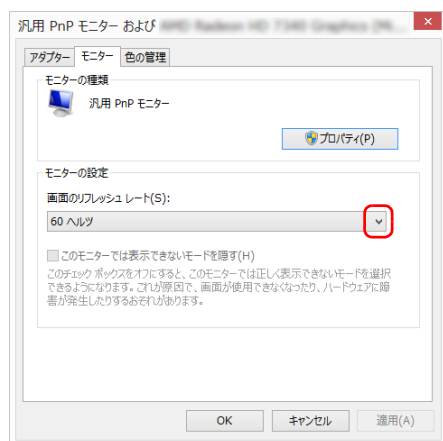 汎用 PnP モニター および
アダプター モニター 色の管理
モニターの種類
汎用 PnP モニター
プロパティ(P)
モニターの設定
画面のリフレッシュ レート(S):
60 ヘルツ
このモニターでは表示できないモードを隠す(H)
このチェック ボックスをオフにすると、このモニターでは正しく表示できないモードを選択
できるようになります。これが原因で、画面が使用できなくなったり、ハードウェアに障
害が発生したりするおそれがあります。
OK キャンセル 適用(A)